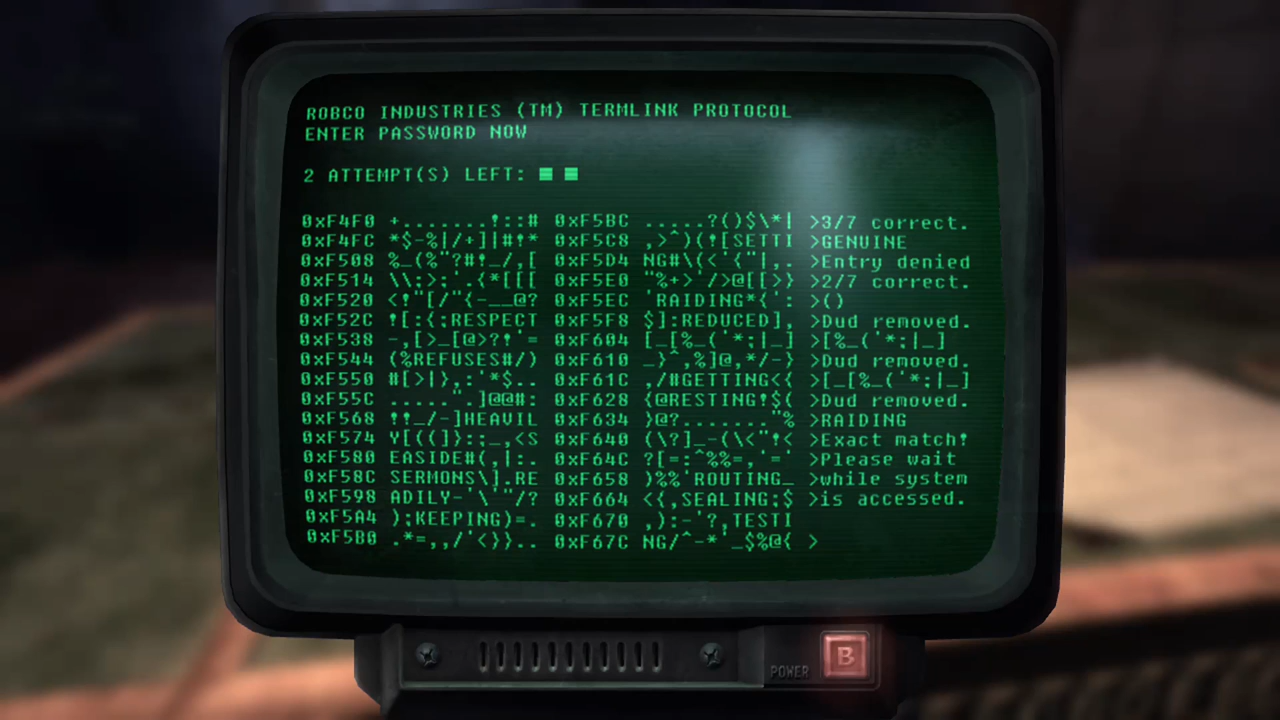 ROBCO INDUSTRIES (TM) TERMLINK PROTOCOL
ENTER PASSWORD NOW
2 ATTEMPT(S) LEFT: ■ ■
0xF4F0 +.......!::# 0xF5BC .....?()$\*| >3/7 correct.
0xF4FC *$-%|/+]|#!* 0xF5C8 ,>^)(![SETTI >GENUINE
0xF508 %_(%"?#!_/,[ 0xF5D4 NG#\(<'{"|,. >Entry denied
0xF514 \\:>:'.{*[[[ 0xF5E0 "%+>'/>@[[>} >2/7 correct.
0xF520 <!"[/"{-__@? 0xF5EC 'RAIDING*{': >()
0xF52C ![:{;RESPECT 0xF5F8 $]:REDUCED], >Dud removed.
0xF538 -,[>_[@>?!'= 0xF604 [_[%_('*;|_] >[%_('*;|_]
0xF544 (%REFUSES#/) 0xF610 _}^,%]@,*/-} >Dud removed.
0xF550 #[>|},:'*$.. 0xF61C ,/#GETTING<{ >[_[%_('*;|_]
0xF55C .....".]@@#: 0xF628 {@RESTING!$( >Dud removed.
0xF568 !!_/-]HEAVIL 0xF634 }@?......."% >RAIDING
0xF574 Y[((]}:;_,<S 0xF640 (\?]_-(\<"!< >Exact match!
0xF580 EASIDE#(,|:. 0xF64C ?[=:^%%=,'=' >Please wait
0xF58C SERMONS\].RE 0xF658 )%%'ROUTING_ >while system
0xF598 ADILY-'\'"/? 0xF664 <{,SEALING;$ >is accessed.
0xF5A4 );KEEPING)=. 0xF670 ,):-'?,TESTI
0xF5B0 .*=,,/'<}}.. 0xF67C NG/^-*'_$%@{ >
POWER
B